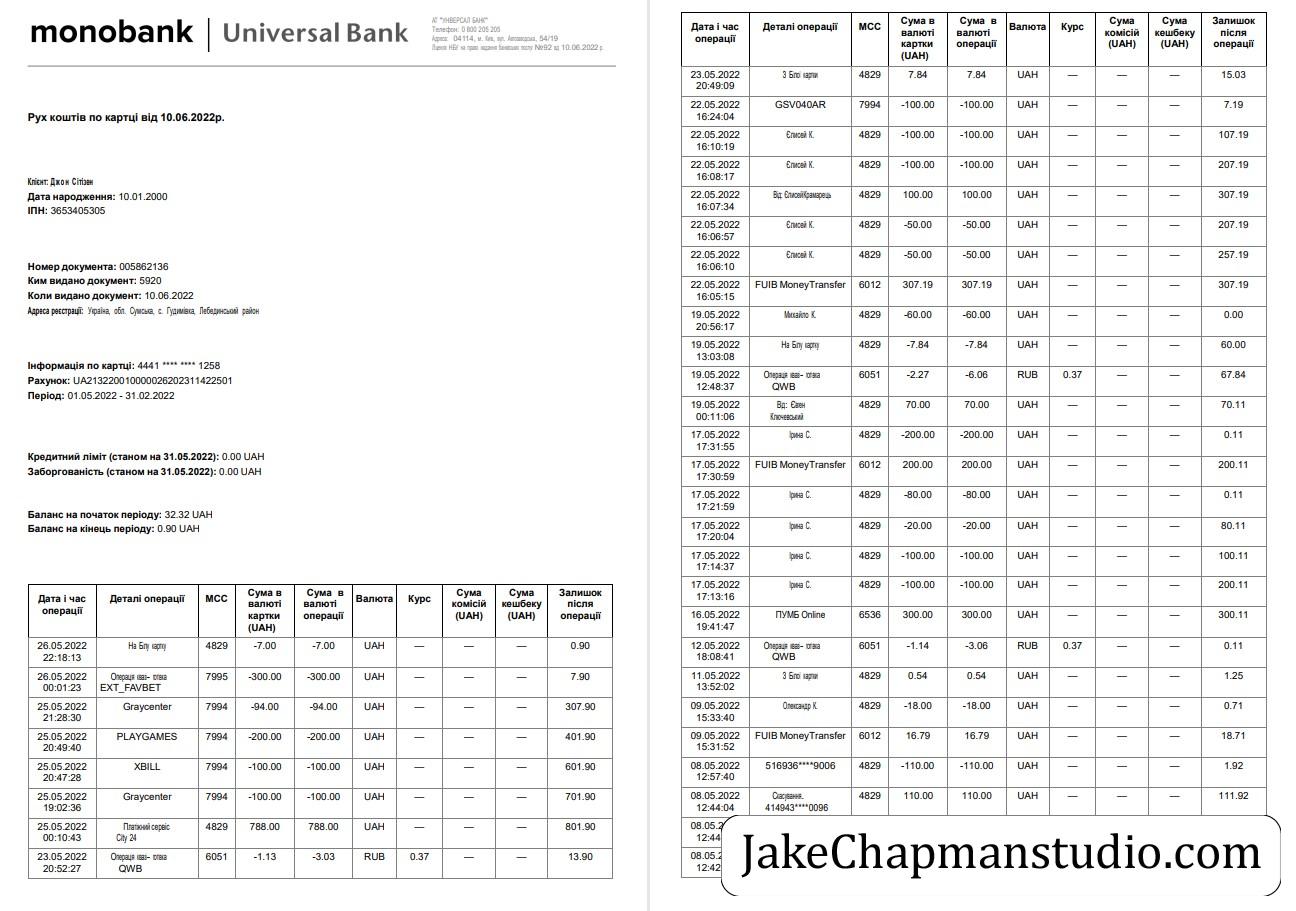 monobank | Universal Bank
АТ "УНІВЕРСАЛ БАНК"
Телефон: 0 800 205 205
Адреса: 04114, м. Київ, вул. Автозаводська, 54/19
Ліцензія НБУ на право надання банківських послуг №92 від 10.06.2022 р.
Рух коштів по картці від 10.06.2022р.
Клієнт: Джон Сітізен
Дата народження: 10.01.2000
ІПН: 3653405305
Номер документа: 005862136
Ким видано документ: 5920
Коли видано документ: 10.06.2022
Адреса реєстрації: Україна, обл. Сумська, с. Гудимівка, Лебединський район
Інформація по картці: 4441 **** **** 1258
Рахунок: UA213220010000026202311422501
Період: 01.05.2022 - 31.02.2022
Кредитний ліміт (станом на 31.05.2022): 0.00 UAH
Заборгованість (станом на 31.05.2022): 0.00 UAH
Баланс на початок періоду: 32.32 UAH
Баланс на кінець періоду: 0.90 UAH
Дата і час операції Деталі операції MCC Сума в валюті картки (UAH) Сума в валюті операції Валюта Курс Сума комісій (UAH) Сума кешбеку (UAH) Залишок після операції
26.05.2022 22:18:13 На Білу картку 4829 -7.00 -7.00 UAH — — — 0.90
26.05.2022 00:01:23 Операція квазі– готівка EXT_FAVBET 7995 -300.00 -300.00 UAH — — — 7.90
25.05.2022 21:28:30 Graycenter 7994 -94.00 -94.00 UAH — — — 307.90
25.05.2022 20:49:40 PLAYGAMES 7994 -200.00 -200.00 UAH — — — 401.90
25.05.2022 20:47:28 XBILL 7994 -100.00 -100.00 UAH — — — 601.90
25.05.2022 19:02:36 Graycenter 7994 -100.00 -100.00 UAH — — — 701.90
25.05.2022 00:10:43 Платіжний сервіс City 24 4829 788.00 788.00 UAH — — — 801.90
23.05.2022 20:52:27 Операція квазі– готівка QWB 6051 -1.13 -3.03 RUB 0.37 — — 13.90
Дата і час операції Деталі операції MCC Сума в валюті картки (UAH) Сума в валюті операції Валюта Курс Сума комісій (UAH) Сума кешбеку (UAH) Залишок після операції
23.05.2022 20:49:09 З Білої картки 4829 7.84 7.84 UAH — — — 15.03
22.05.2022 16:24:04 GSV040AR 7994 -100.00 -100.00 UAH — — — 7.19
22.05.2022 16:10:19 Єлисей К. 4829 -100.00 -100.00 UAH — — — 107.19
22.05.2022 16:08:17 Єлисей К. 4829 -100.00 -100.00 UAH — — — 207.19
22.05.2022 16:07:34 Від: ЄлисейКрамарець 4829 100.00 100.00 UAH — — — 307.19
22.05.2022 16:06:57 Єлисей К. 4829 -50.00 -50.00 UAH — — — 207.19
22.05.2022 16:06:10 Єлисей К. 4829 -50.00 -50.00 UAH — — — 257.19
22.05.2022 16:05:15 FUIB MoneyTransfer 6012 307.19 307.19 UAH — — — 307.19
19.05.2022 20:56:17 Михайло К. 4829 -60.00 -60.00 UAH — — — 0.00
19.05.2022 13:03:08 На Білу картку 4829 -7.84 -7.84 UAH — — — 60.00
19.05.2022 12:48:37 Операція квазі– готівка QWB 6051 -2.27 -6.06 RUB 0.37 — — 67.84
19.05.2022 00:11:06 Від: Євген Ключевський 4829 70.00 70.00 UAH — — — 70.11
17.05.2022 17:31:55 Ірина С. 4829 -200.00 -200.00 UAH — — — 0.11
17.05.2022 17:30:59 FUIB MoneyTransfer 6012 200.00 200.00 UAH — — — 200.11
17.05.2022 17:21:59 Ірина С. 4829 -80.00 -80.00 UAH — — — 0.11
17.05.2022 17:20:04 Ірина С. 4829 -20.00 -20.00 UAH — — — 80.11
17.05.2022 17:14:37 Ірина С. 4829 -100.00 -100.00 UAH — — — 100.11
17.05.2022 17:13:16 Ірина С. 4829 -100.00 -100.00 UAH — — — 200.11
16.05.2022 19:41:47 ПУМБ Online 6536 300.00 300.00 UAH — — — 300.11
12.05.2022 18:08:41 Операція квазі– готівка QWB 6051 -1.14 -3.06 RUB 0.37 — — 0.11
11.05.2022 13:52:02 З Білої картки 4829 0.54 0.54 UAH — — — 1.25
09.05.2022 15:33:40 Олександр К. 4829 -18.00 -18.00 UAH — — — 0.71
09.05.2022 15:31:52 FUIB MoneyTransfer 6012 16.79 16.79 UAH — — — 18.71
08.05.2022 12:57:40 516936****9006 4829 -110.00 -110.00 UAH — — — 1.92
08.05.2022 12:44:04 Скасування. 414943****0096 4829 110.00 110.00 UAH — — — 111.92
JakeChapmanstudio.com